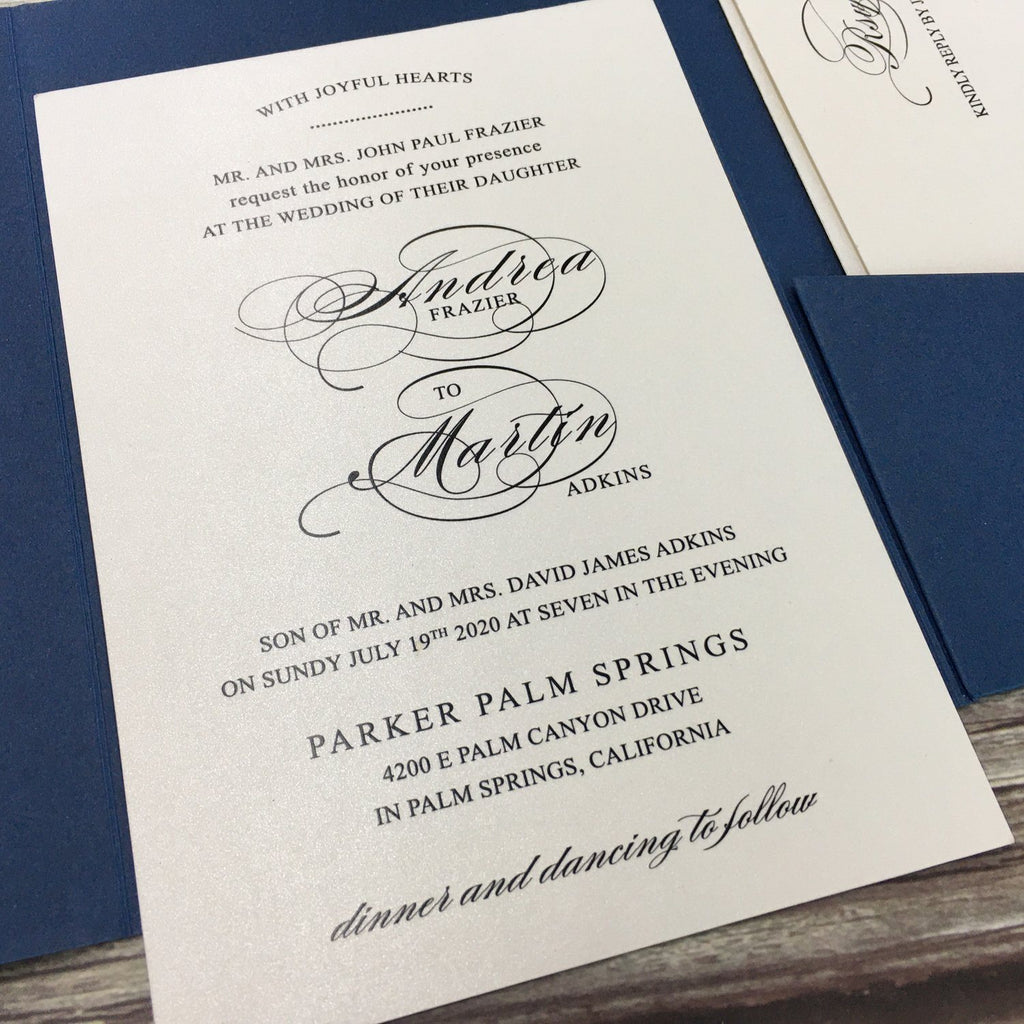 WITH JOYFUL HEARTS
MR. AND MRS. JOHN PAUL FRAZIER
request the honor of your presence
AT THE WEDDING OF THEIR DAUGHTER
Andrea
FRAZIER
TO
Martin
ADKINS
SON OF MR. AND MRS. DAVID JAMES ADKINS
ON SUNDY JULY 19TH 2020 AT SEVEN IN THE EVENING
PARKER PALM SPRINGS
4200 E PALM CANYON DRIVE
IN PALM SPRINGS, CALIFORNIA
dinner and dancing to follow
KINDLY REPLY BY